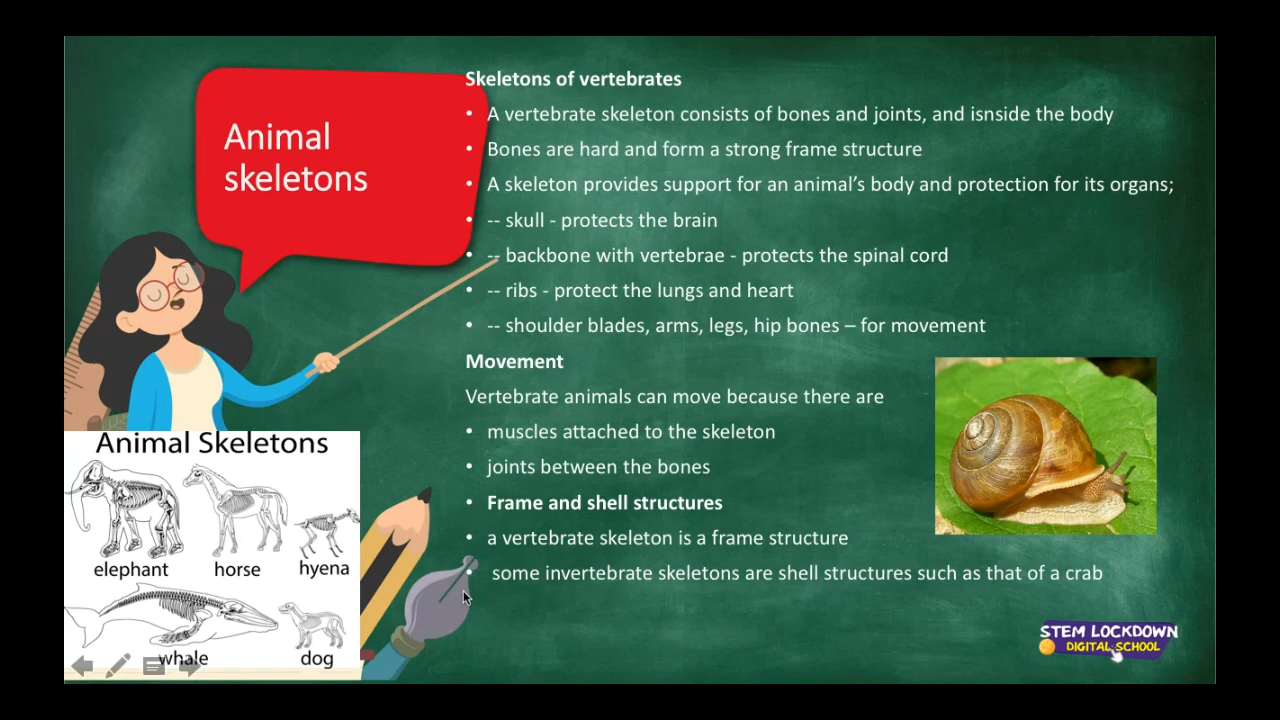 Animal
skeletons
Skeletons of vertebrates
• A vertebrate skeleton consists of bones and joints, and isnside the body
• Bones are hard and form a strong frame structure
• A skeleton provides support for an animal’s body and protection for its organs;
• -- skull - protects the brain
• -- backbone with vertebrae - protects the spinal cord
• -- ribs - protect the lungs and heart
• -- shoulder blades, arms, legs, hip bones – for movement
Movement
Vertebrate animals can move because there are
• muscles attached to the skeleton
• joints between the bones
• Frame and shell structures
• a vertebrate skeleton is a frame structure
• some invertebrate skeletons are shell structures such as that of a crab
Animal Skeletons
elephant horse hyena
whale dog
STEM LOCKDOWN
DIGITAL SCHOOL